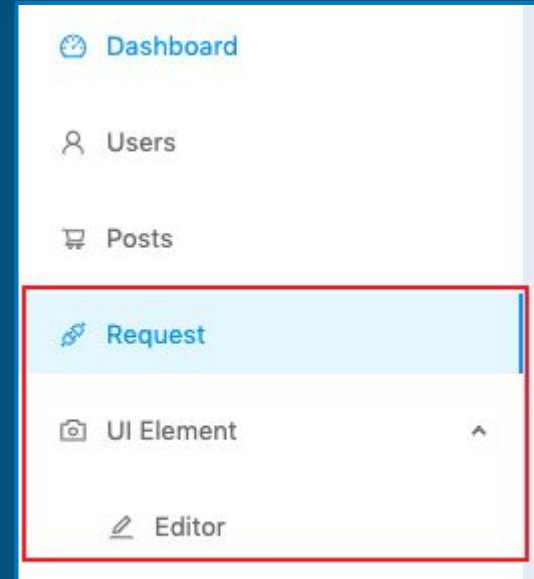 Dashboard
Users
Posts
Request
UI Element
Editor